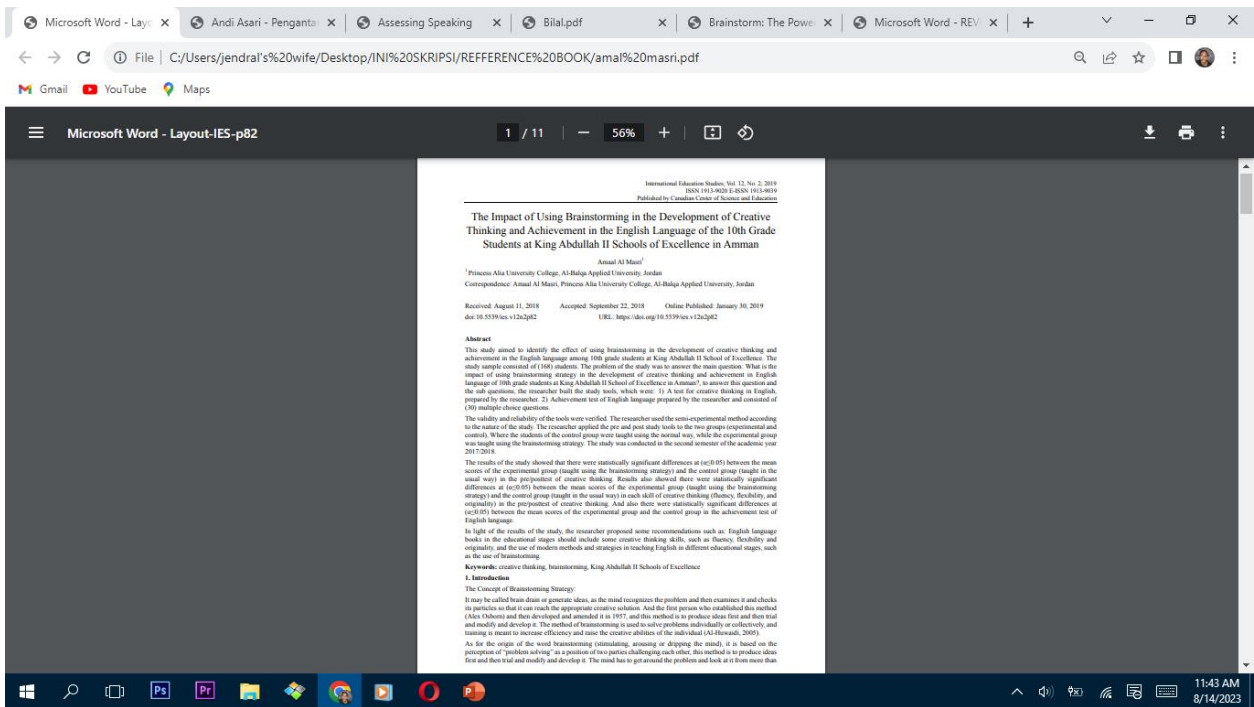 Microsoft Word - Layo
Andi Asari - Pengantar
Assessing Speaking
Bilal.pdf
Brainstorm: The Power
Microsoft Word - REVI
File | C:/Users/jendral's%20wife/Desktop/INI%20SKRIPSI/REFFERENCE%20BOOK/amal%20masri.pdf
Gmail YouTube Maps
Microsoft Word - Layout-IES-p82
1 / 11
56%
International Education Studies; Vol. 12, No. 2; 2019
ISSN 1913-9020 E-ISSN 1913-9039
Published by Canadian Center of Science and Education
The Impact of Using Brainstorming in the Development of Creative
Thinking and Achievement in the English Language of the 10th Grade
Students at King Abdullah II Schools of Excellence in Amman
Amaal Al Masri1
1 Princess Alia University College, Al-Balqa Applied University, Jordan
Correspondence: Amaal Al Masri, Princess Alia University College, Al-Balqa Applied University, Jordan
Received: August 11, 2018 Accepted: September 22, 2018 Online Published: January 30, 2019
doi:10.5539/ies.v12n2p82 URL: https://doi.org/10.5539/ies.v12n2p82
Abstract
This study aimed to identify the effect of using brainstorming in the development of creative thinking and
achievement in the English language among 10th grade students at King Abdullah II School of Excellence. The
study sample consisted of (168) students. The problem of the study was to answer the main question: What is the
impact of using brainstorming strategy in the development of creative thinking and achievement in English
language of 10th grade students at King Abdullah II School of Excellence in Amman?, to answer this question and
the sub questions, the researcher built the study tools, which were: 1) A test for creative thinking in English,
prepared by the researcher. 2) Achievement test of English language prepared by the researcher and consisted of
(30) multiple choice questions.
The validity and reliability of the tools were verified. The researcher used the semi-experimental method according
to the nature of the study. The researcher applied the pre and post study tools to the two groups (experimental and
control), Where the students of the control group were taught using the normal way, while the experimental group
was taught using the brainstorming strategy. The study was conducted in the second semester of the academic year
2017/2018.
The results of the study showed that there were statistically significant differences at (α≤0.05) between the mean
scores of the experimental group (taught using the brainstorming strategy) and the control group (taught in the
usual way) in the pre/posttest of creative thinking. Results also showed there were statistically significant
differences at (α≤0.05) between the mean scores of the experimental group (taught using the brainstorming
strategy) and the control group (taught in the usual way) in each skill of creative thinking (fluency, flexibility, and
originality) in the pre/posttest of creative thinking. And also there were statistically significant differences at
(α≤0.05) between the mean scores of the experimental group and the control group in the achievement test of
English language.
In light of the results of the study, the researcher proposed some recommendations such as: English language
books in the educational stages should include some creative thinking skills, such as fluency, flexibility and
originality, and the use of modern methods and strategies in teaching English in different educational stages, such
as the use of brainstorming.
Keywords: creative thinking, brainstorming, King Abdullah II Schools of Excellence
1. Introduction
The Concept of Brainstorming Strategy:
It may be called brain drain or generate ideas, as the mind recognizes the problem and then examines it and checks
its particles so that it can reach the appropriate creative solution. And the first person who established this method
(Alex Osborn) and then developed and amended it in 1957, and this method is to produce ideas first and then trial
and modify and develop it. The method of brainstorming is used to solve problems individually or collectively, and
training is meant to increase efficiency and raise the creative abilities of the individual (Al-Huwaidi, 2005).
As for the origin of the word brainstorming (stimulating, arousing or dripping the mind), it is based on the
perception of "problem solving" as a position of two parties challenging each other, this method is to produce ideas
first and then trial and modify and develop it. The mind has to get around the problem and look at it from more than
Ps Pr
11:43 AM
8/14/2023